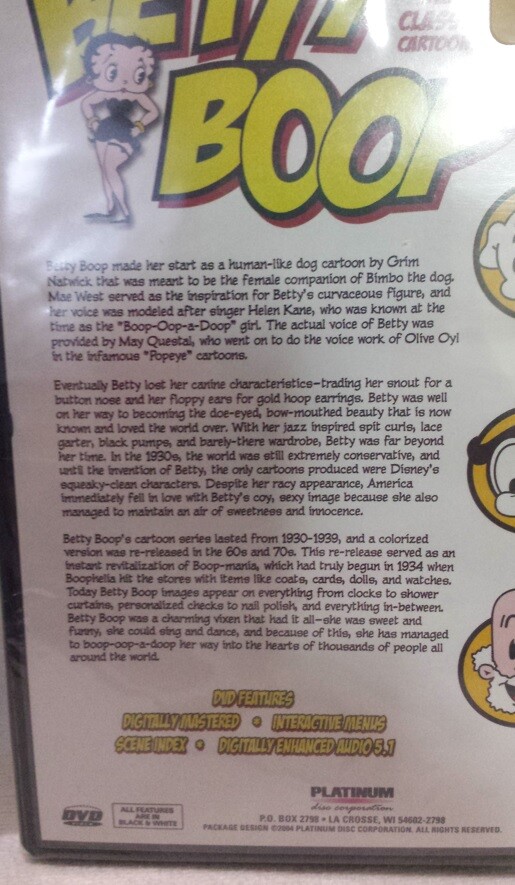 BETTY
CLASSIC
CARTOON
BOOP
Betty Boop made her start as a human-like dog cartoon by Grim
Natwick that was meant to be the female companion of Bimbo the dog.
Mae West served as the inspiration for Betty's curvaceous figure, and
her voice was modeled after singer Helen Kane, who was known at the
time as the "Boop-Oop-a-Doop" girl. The actual voice of Betty was
provided by May Questal, who went on to do the voice work of Olive Oyl
in the infamous "Popeye" cartoons.
Eventually Betty lost her canine characteristics–trading her snout for a
button nose and her floppy ears for gold hoop earrings. Betty was well
on her way to becoming the doe-eyed, bow-mouthed beauty that is now
known and loved the world over. With her jazz inspired spit curls, lace
garter, black pumps, and barely-there wardrobe, Betty was far beyond
her time. In the 1930s, the world was still extremely conservative, and
until the invention of Betty, the only cartoons produced were Disney's
squeaky-clean characters. Despite her racy appearance, America
immediately fell in love with Betty's coy, sexy image because she also
managed to maintain an air of sweetness and innocence.
Betty Boop's cartoon series lasted from 1930-1939, and a colorized
version was re-released in the 60s and 70s. This re-release served as an
instant revitalization of Boop-mania, which had truly begun in 1934 when
Boophelia hit the stores with items like coats, cards, dolls, and watches.
Today Betty Boop images appear on everything from clocks to shower
curtains, personalized checks to nail polish, and everything in-between.
Betty Boop was a charming vixen that had it all–she was sweet and
funny, she could sing and dance, and because of this, she has managed
to boop-oop-a-doop her way into the hearts of thousands of people all
around the world.
DVD FEATURES
DIGITALLY MASTERED • INTERACTIVE MENUS
SCENE INDEX • DIGITALLY ENHANCED AUDIO 5.1
DVD
ALL FEATURES
ARE IN
BLACK & WHITE
PLATINUM
disc corporation
P.O. BOX 2798 • LA CROSSE, WI 54602-2798
PACKAGE DESIGN ©2004 PLATINUM DISC CORPORATION. ALL RIGHTS RESERVED.